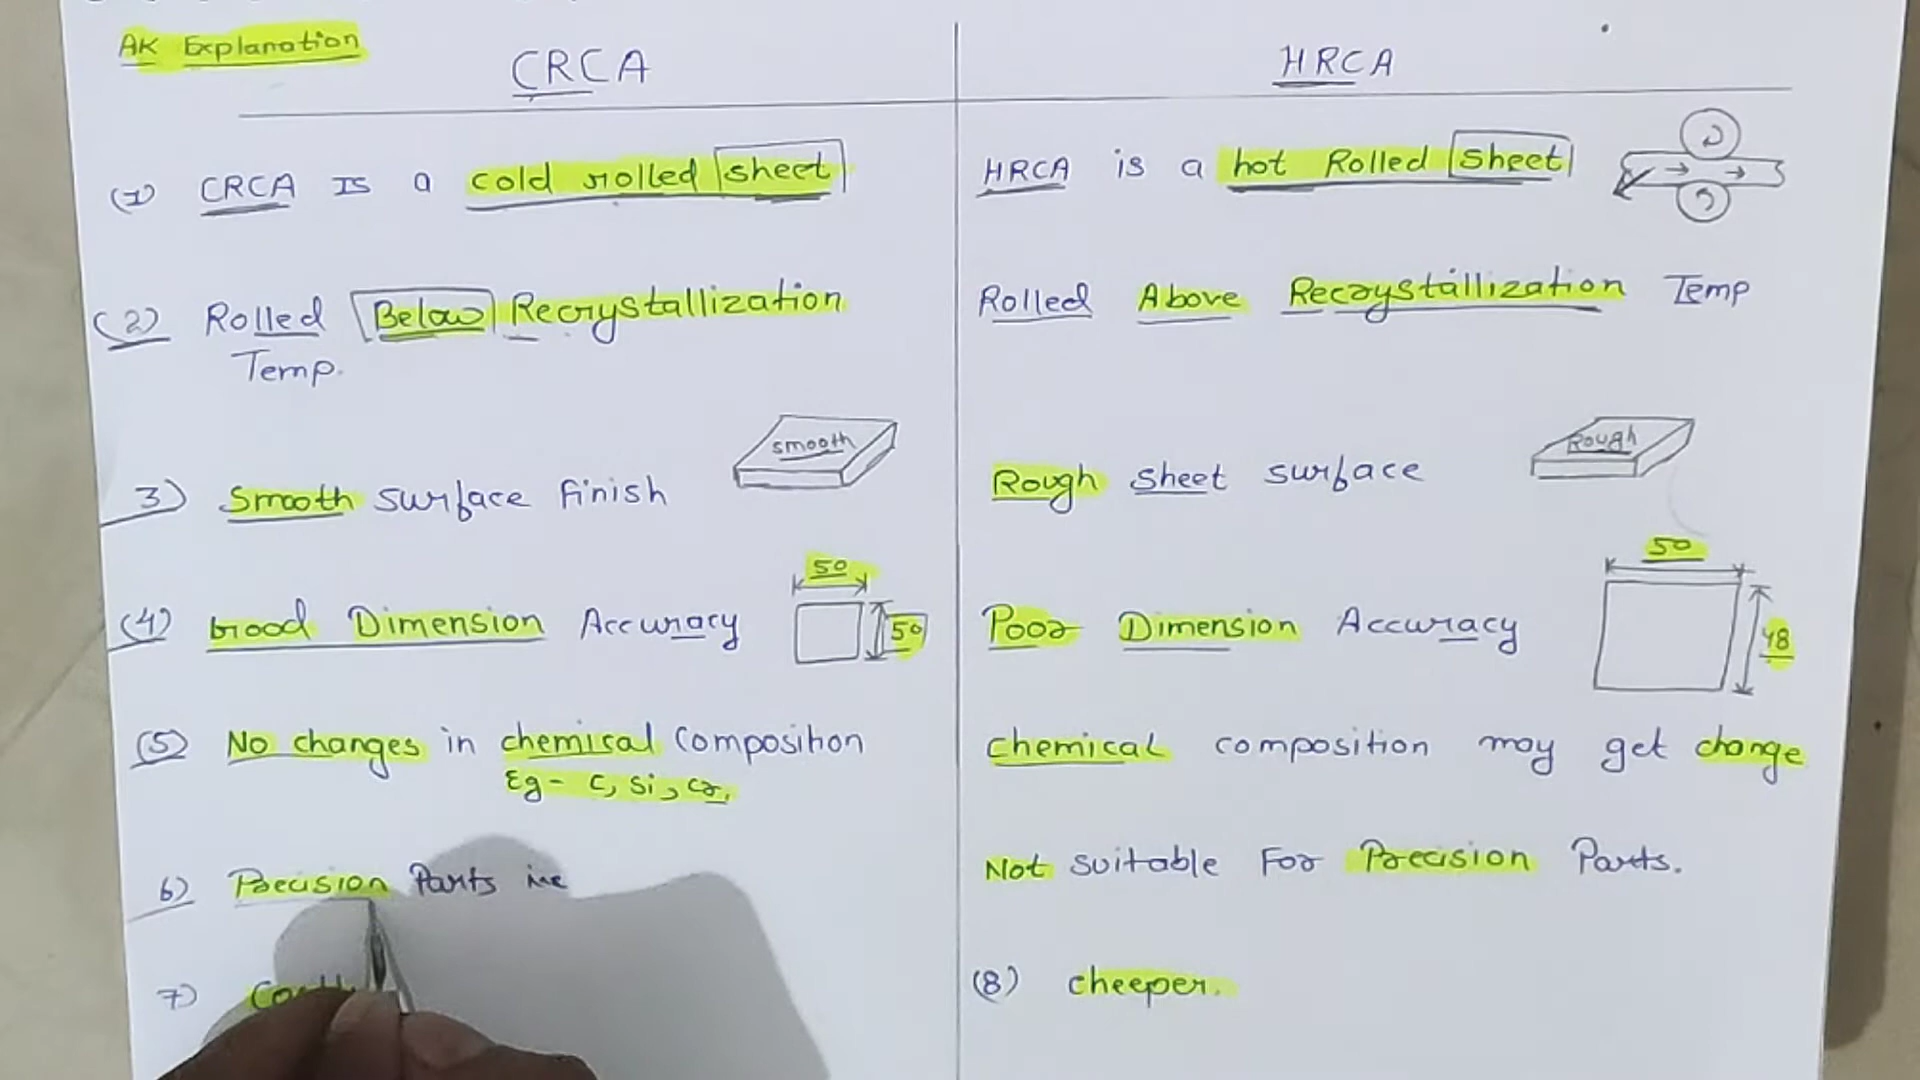 AK Explanation
CRCA
HRCA
(1) CRCA Is a cold rolled sheet
HRCA is a hot Rolled Sheet
(2) Rolled Below Recrystallization
Temp.
Rolled Above Recrystallization Temp
smooth
3) Smooth surface finish
Rough
Rough sheet surface
50
50
(4) Good Dimension Accuracy
50
48
Poor Dimension Accuracy
(5) No changes in chemical composition
Eg - C, Si, Cr.
chemical composition may get change
6) Precision Parts
Not suitable For Precision Parts.
7)
(8) cheeper.